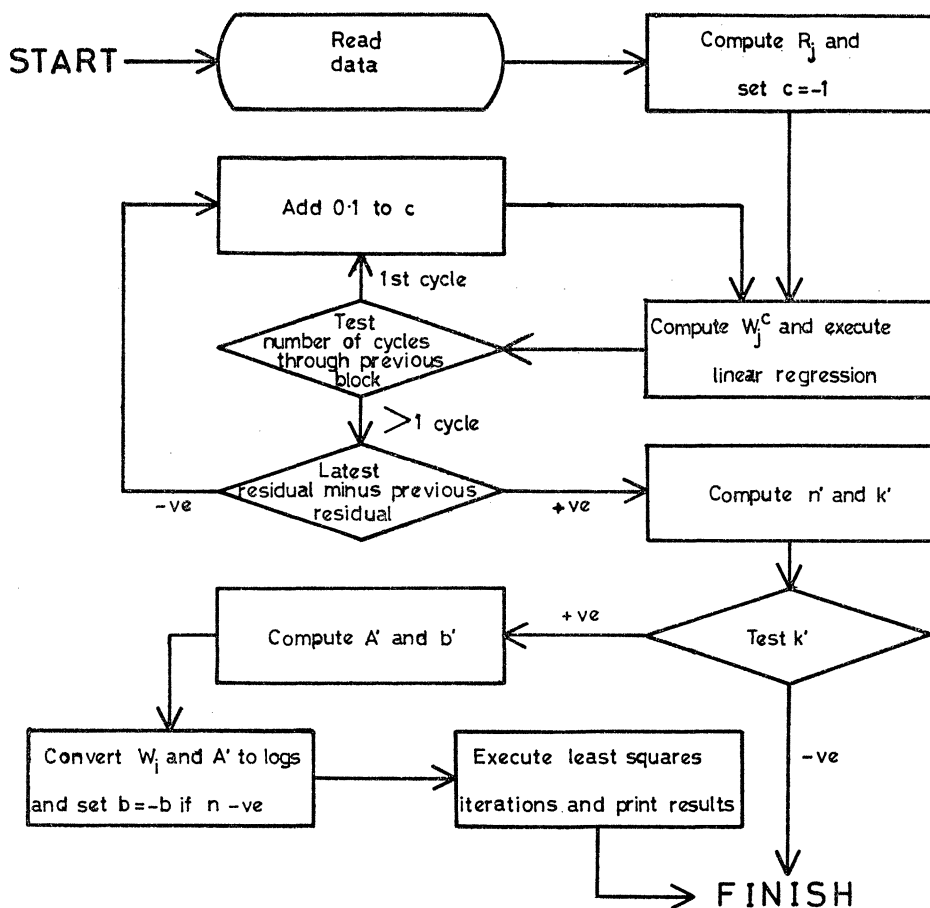 START
Read
data
Compute Rj and
set c=-1
Add 0·1 to c
1st cycle
Test
number of cycles
through previous
block
Compute Wjᶜ and execute
linear regression
>1 cycle
Latest
residual minus previous
residual
-ve
+ve
Compute n' and k'
Test k'
+ve
Compute A' and b'
-ve
Convert Wi and A' to logs
and set b=-b if n -ve
Execute least squares
iterations and print results
FINISH